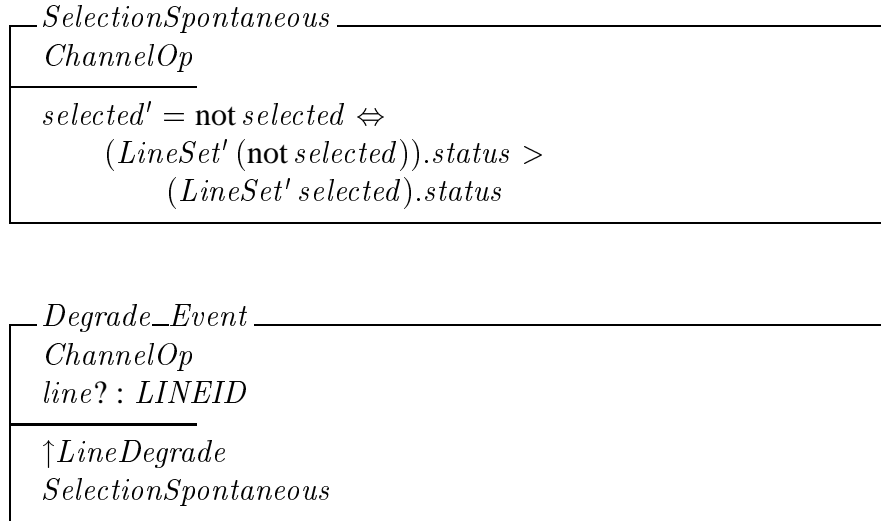 SelectionSpontaneous
ChannelOp
selected′ = not selected ⇔
(LineSet′ (not selected)).status >
(LineSet′ selected).status
Degrade_Event
ChannelOp
line? : LINEID
↑LineDegrade
SelectionSpontaneous